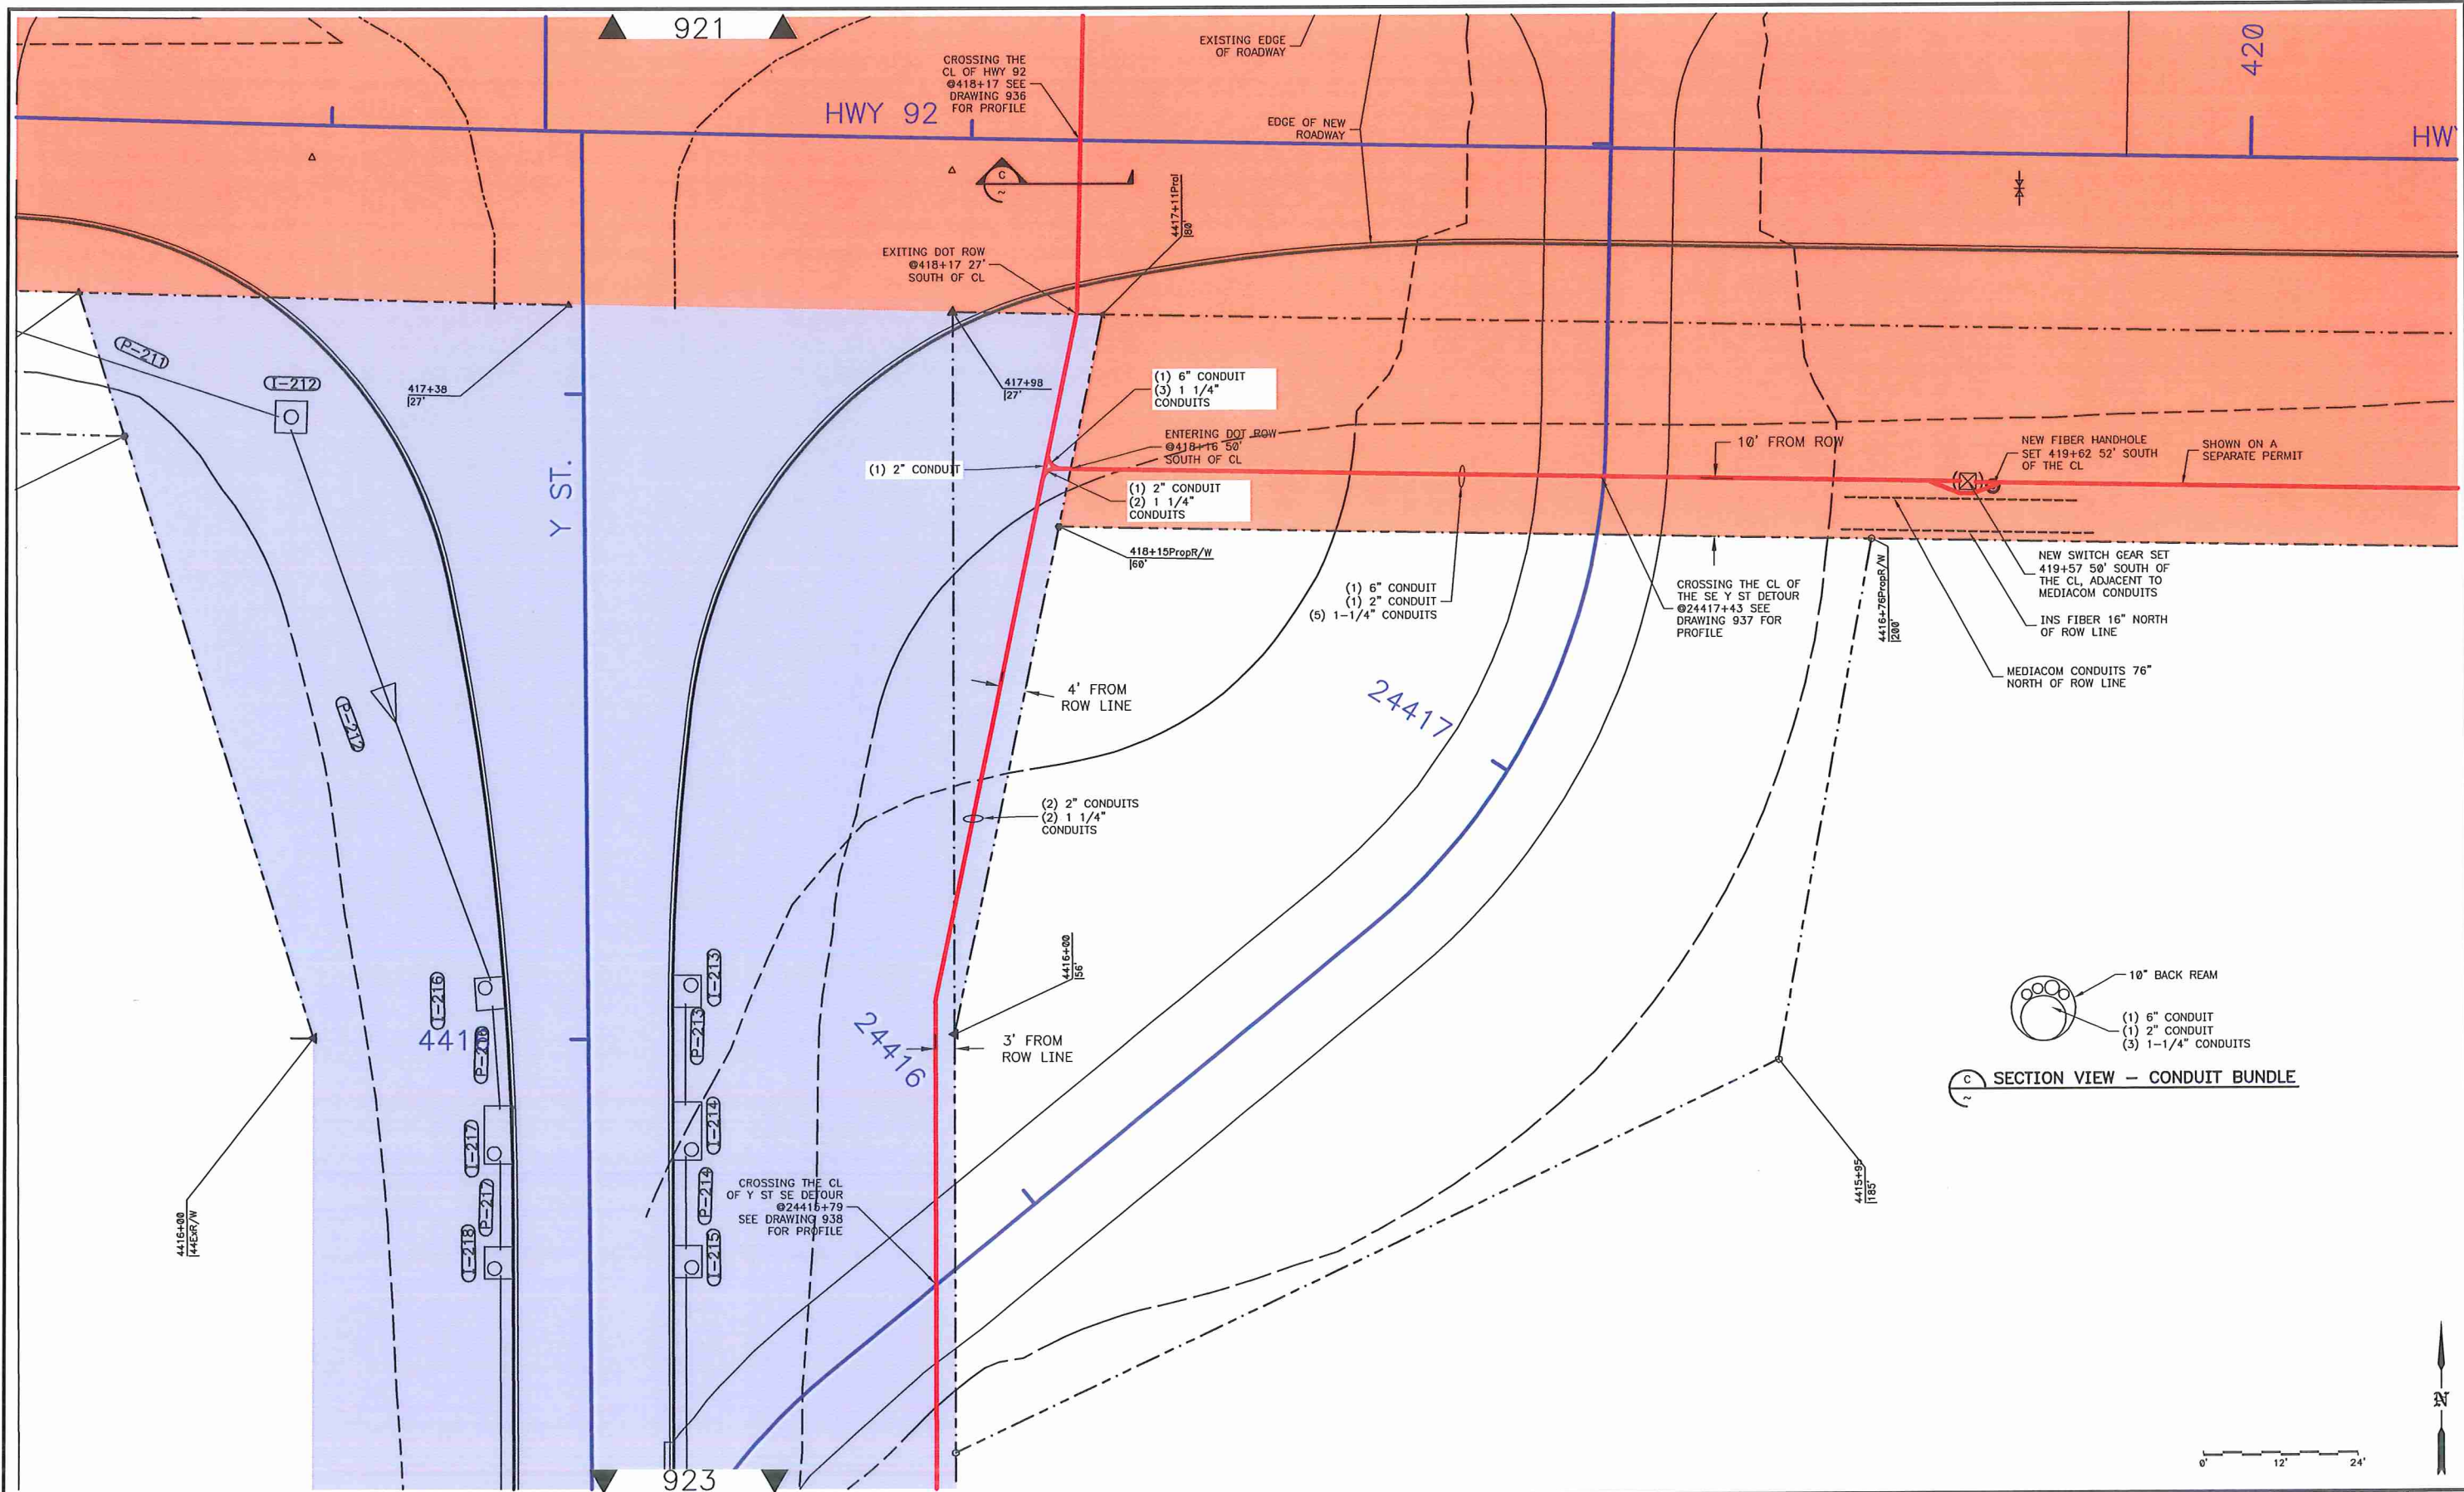 921
420
EXISTING EDGE
OF ROADWAY
CROSSING THE
CL OF HWY 92
@418+17 SEE
DRAWING 936
FOR PROFILE
HWY 92
EDGE OF NEW
ROADWAY
HW
C
~
4417+11Pro
80'
EXITING DOT ROW
@418+17 27'
SOUTH OF CL
P-211
I-212
417+38
27'
417+98
27'
(1) 6" CONDUIT
(3) 1 1/4"
CONDUITS
ENTERING DOT ROW
@418+16 50'
SOUTH OF CL
(1) 2" CONDUIT
(1) 2" CONDUIT
(2) 1 1/4"
CONDUITS
10' FROM ROW
NEW FIBER HANDHOLE
SET 419+62 52' SOUTH
OF THE CL
SHOWN ON A
SEPARATE PERMIT
Y ST.
418+15PropR/W
60'
(1) 6" CONDUIT
(1) 2" CONDUIT
(5) 1-1/4" CONDUITS
CROSSING THE CL OF
THE SE Y ST DETOUR
@24417+43 SEE
DRAWING 937 FOR
PROFILE
4416+76PropR/W
200'
NEW SWITCH GEAR SET
419+57 50' SOUTH OF
THE CL, ADJACENT TO
MEDIACOM CONDUITS
INS FIBER 16" NORTH
OF ROW LINE
MEDIACOM CONDUITS 76"
NORTH OF ROW LINE
P-212
4' FROM
ROW LINE
24417
(2) 2" CONDUITS
(2) 1 1/4"
CONDUITS
4416+00
56'
I-216
I-213
441
P-213
24416
3' FROM
ROW LINE
10" BACK REAM
(1) 6" CONDUIT
(1) 2" CONDUIT
(3) 1-1/4" CONDUITS
C
~
SECTION VIEW - CONDUIT BUNDLE
I-217
I-214
P-217
P-214
CROSSING THE CL
OF Y ST SE DETOUR
@24416+79
SEE DRAWING 938
FOR PROFILE
4415+95
185'
4416+00
44ExR/W
I-218
I-215
N
0'
12'
24'
923